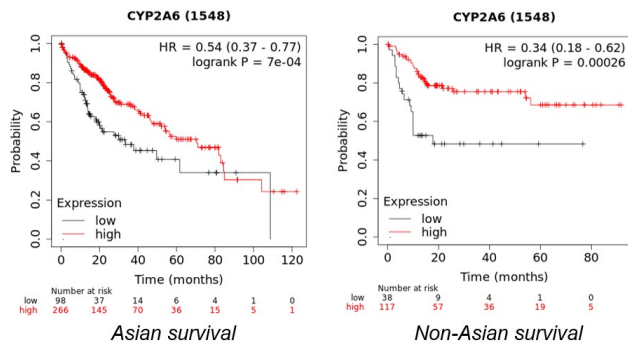 CYP2A6 (1548)
HR = 0.54 (0.37 - 0.77)
logrank P = 7e-04
Probability
1.0
0.8
0.6
0.4
0.2
0.0
Expression
low
high
0 20 40 60 80 100 120
Time (months)
Number at risk
low 98 37 14 6 4 1 0
high 266 145 70 36 15 5 1
Asian survival
CYP2A6 (1548)
HR = 0.34 (0.18 - 0.62)
logrank P = 0.00026
Probability
1.0
0.8
0.6
0.4
0.2
0.0
Expression
low
high
0 20 40 60 80
Time (months)
Number at risk
low 38 9 4 1 0
high 117 57 36 19 5
Non-Asian survival